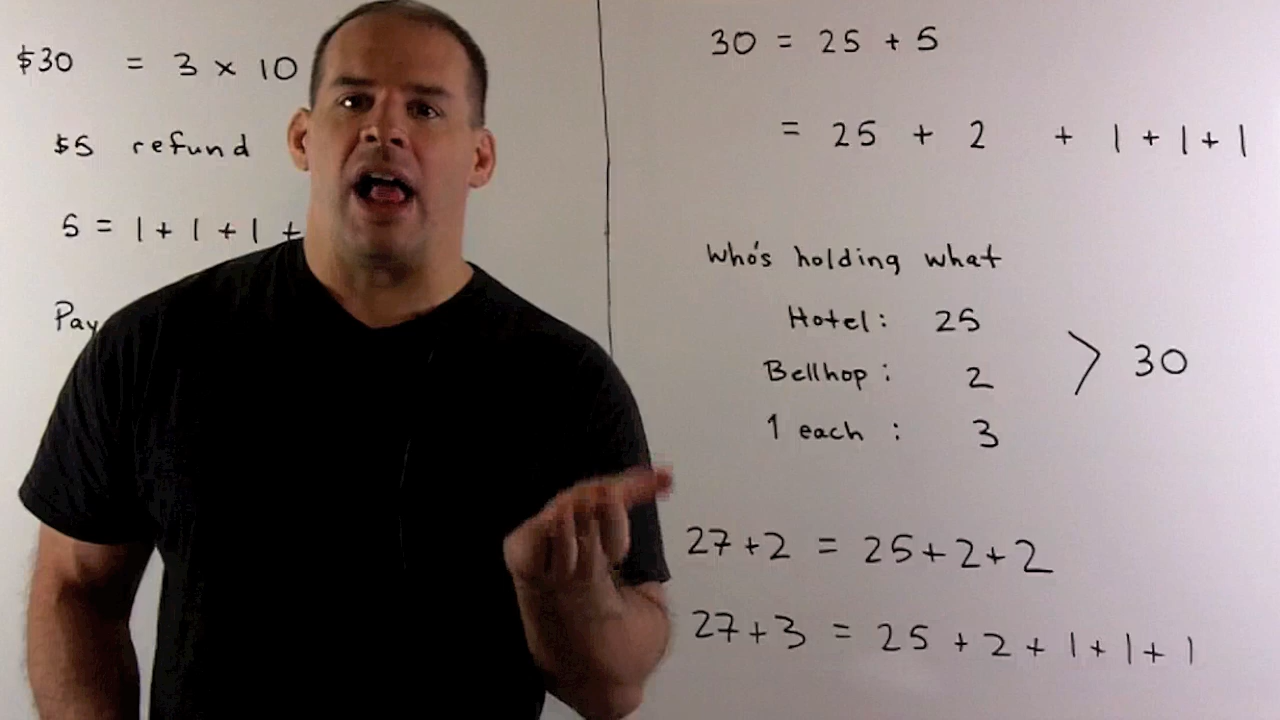 $30 = 3 x 10
$5 refund
5 = 1 + 1 + 1 +
Pay
30 = 25 + 5
= 25 + 2 + 1 + 1 + 1
Who's holding what
Hotel: 25
Bellhop: 2
1 each: 3
> 30
27 + 2 = 25 + 2 + 2
27 + 3 = 25 + 2 + 1 + 1 + 1